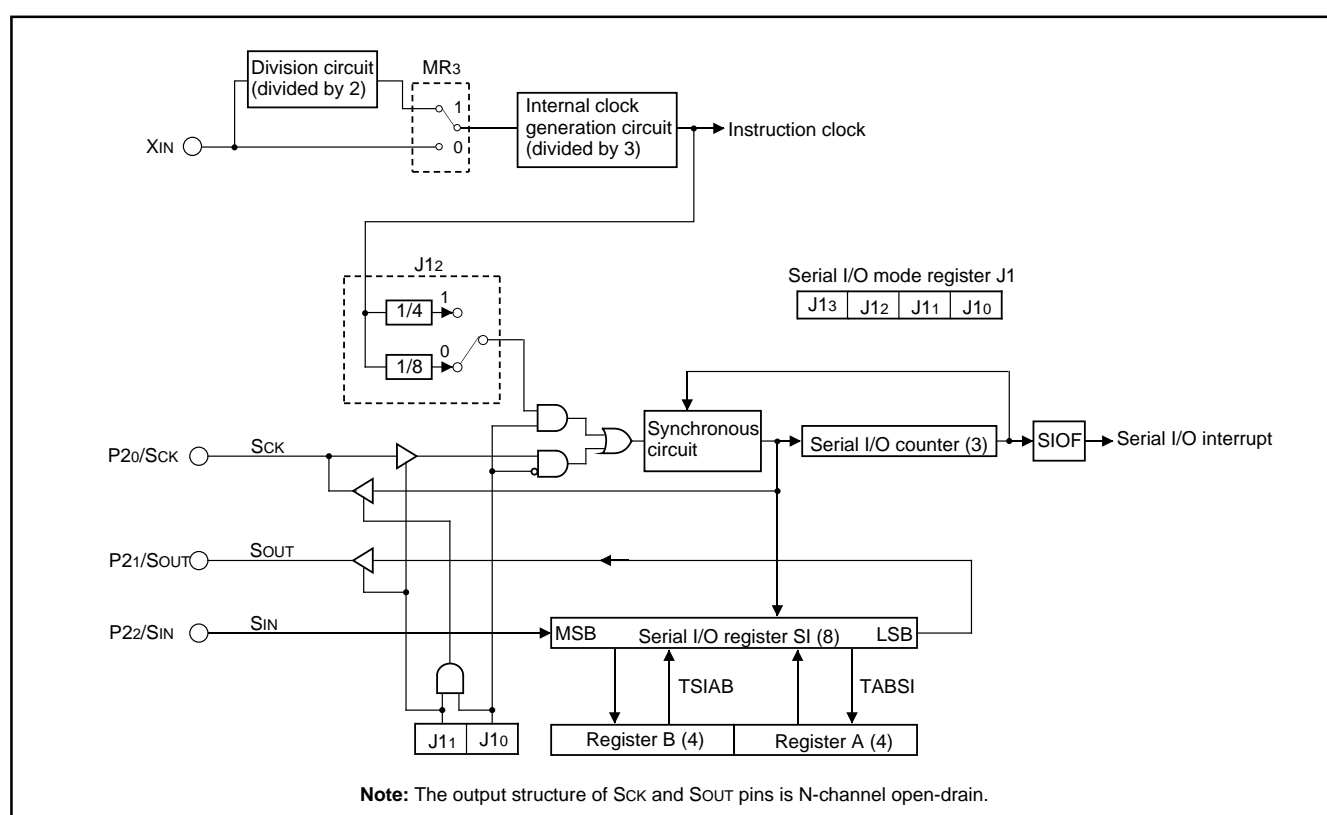 Division circuit
(divided by 2)
MR3
1
0
Internal clock
generation circuit
(divided by 3)
Instruction clock
XIN
J12
1/4
1
1/8
0
Serial I/O mode register J1
J13 J12 J11 J10
P20/SCK
SCK
Synchronous
circuit
Serial I/O counter (3)
SIOF
Serial I/O interrupt
P21/SOUT
SOUT
P22/SIN
SIN
MSB
Serial I/O register SI (8)
LSB
TSIAB
TABSI
J11 J10
Register B (4)
Register A (4)
Note: The output structure of SCK and SOUT pins is N-channel open-drain.